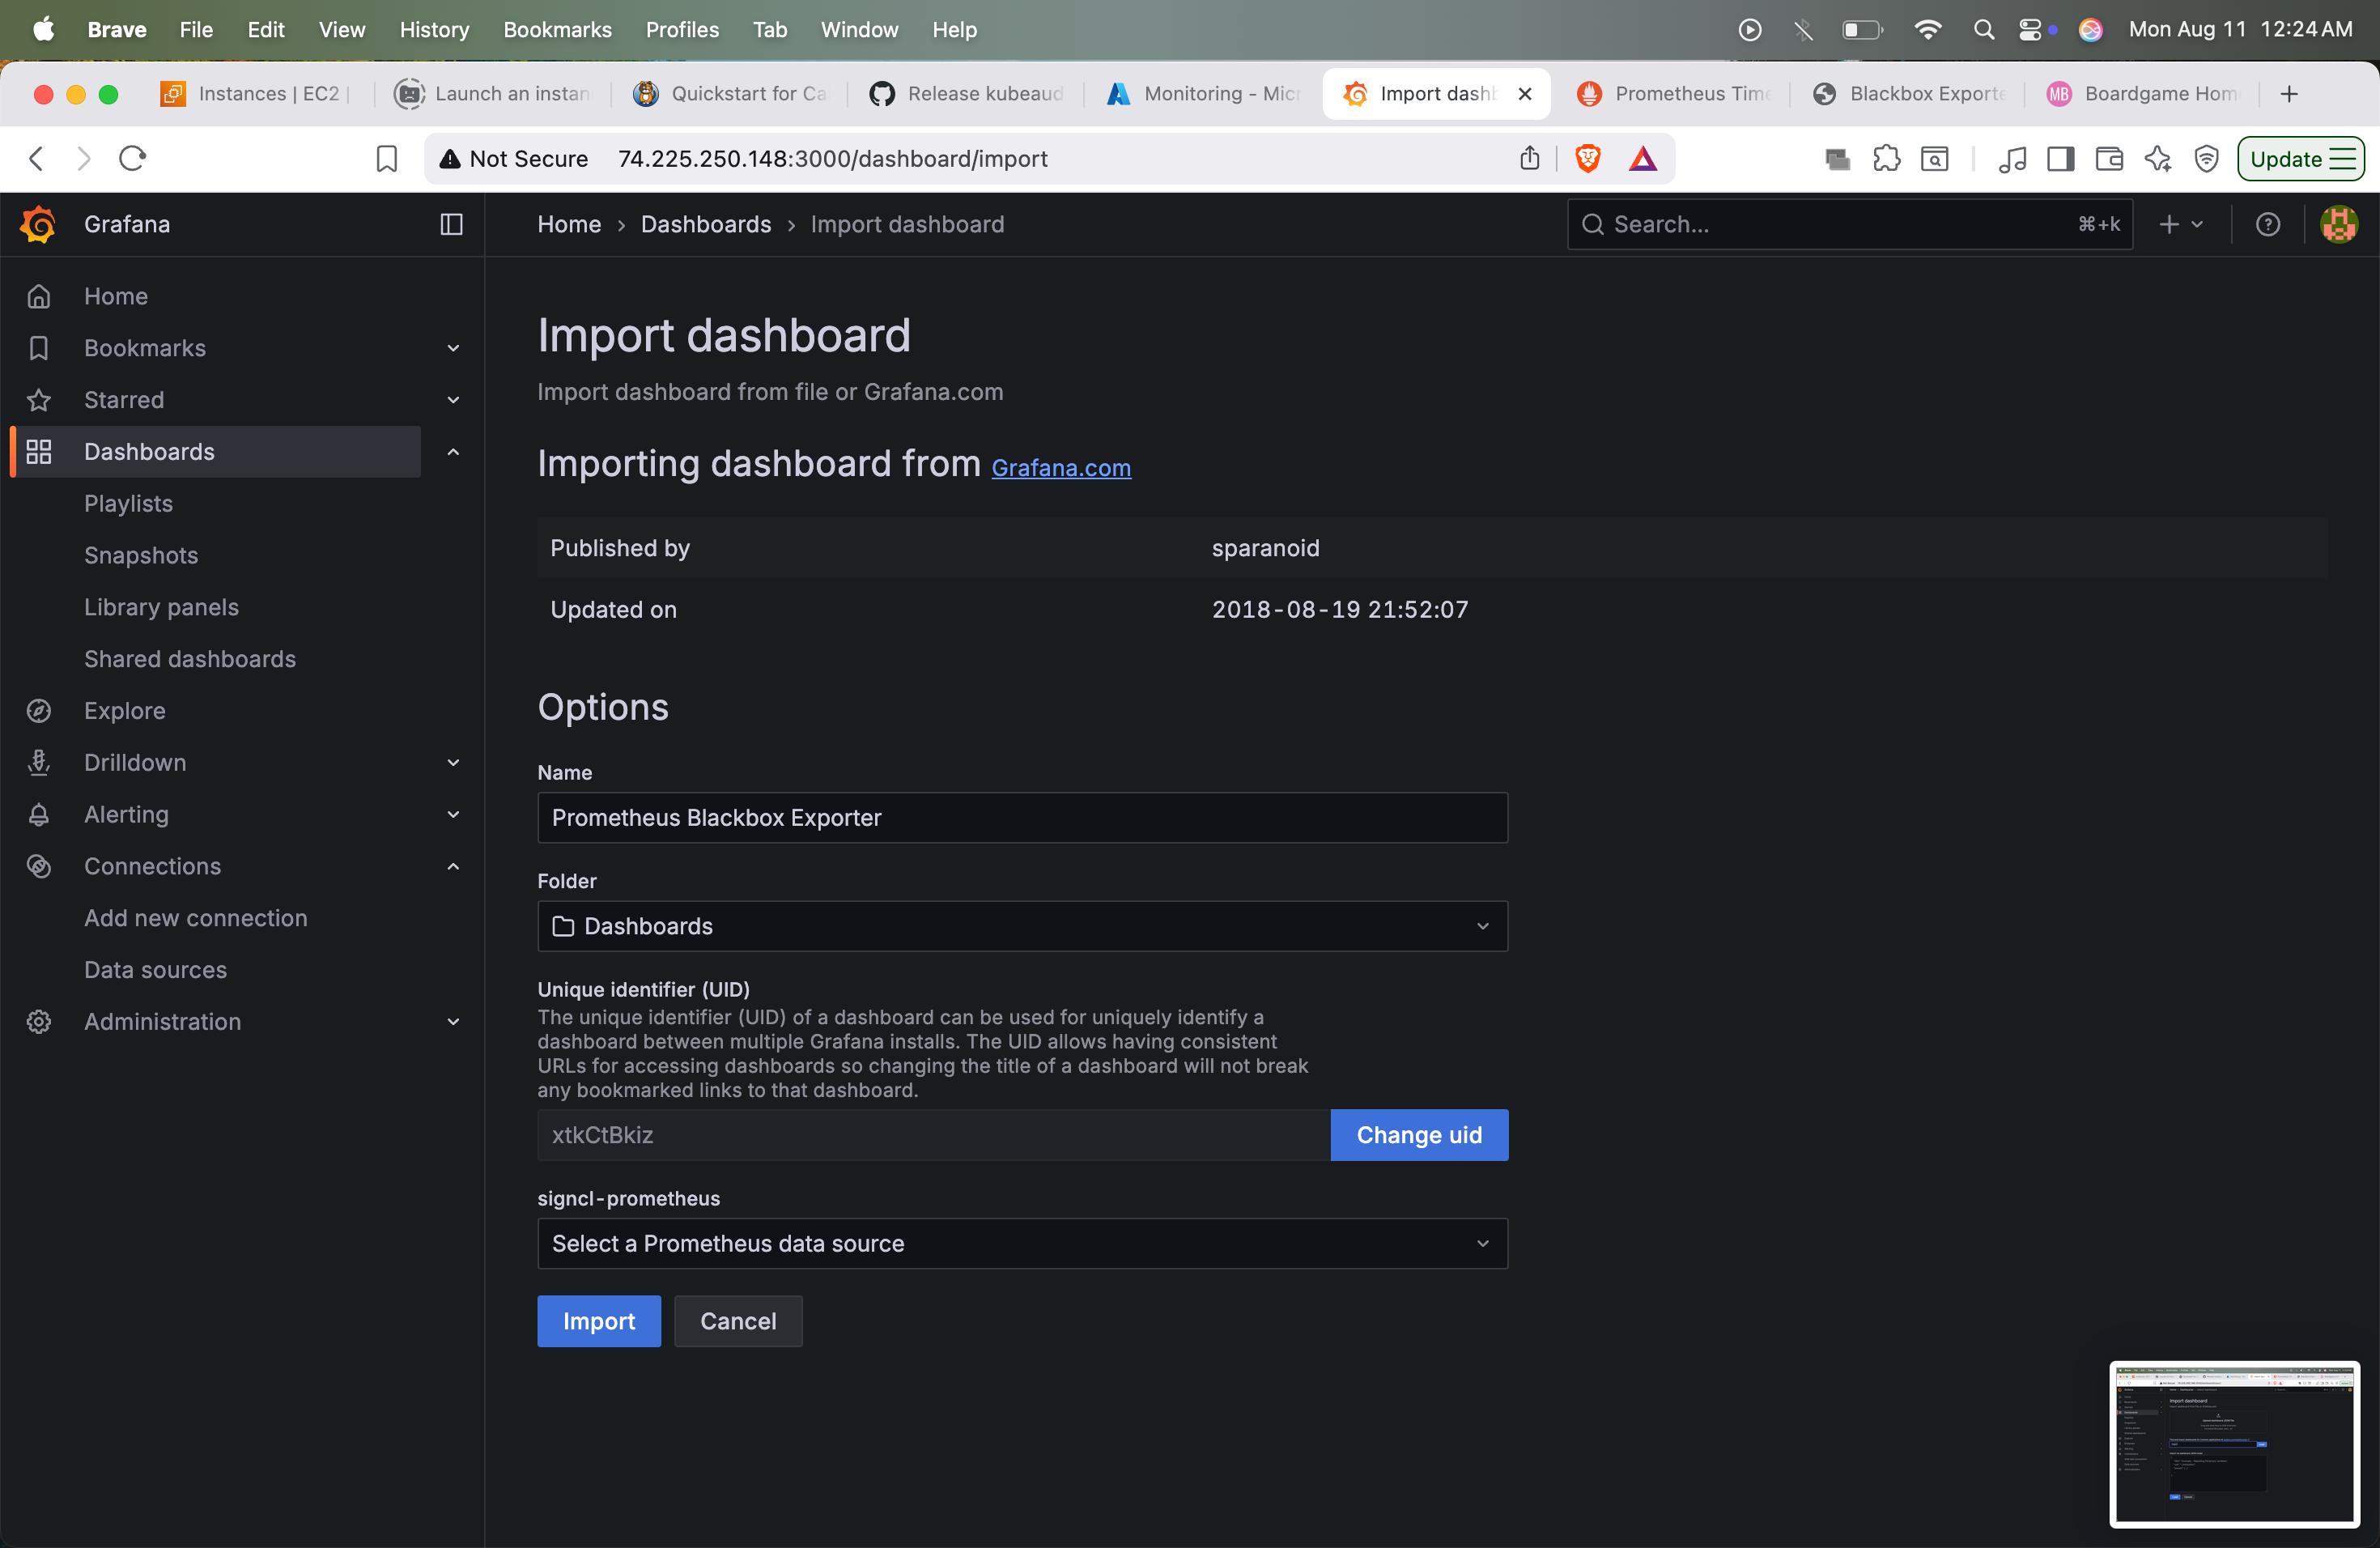 Brave File Edit View History Bookmarks Profiles Tab Window Help Mon Aug 11 12:24 AM
Instances | EC2 | Launch an instan Quickstart for Ca Release kubeaud Monitoring - Micr Import dashb Prometheus Time Blackbox Exporte MB Boardgame Hom
Not Secure 74.225.250.148:3000/dashboard/import Update
Grafana Home › Dashboards › Import dashboard Search... ⌘+k
Home
Bookmarks
Starred
Dashboards
Playlists
Snapshots
Library panels
Shared dashboards
Explore
Drilldown
Alerting
Connections
Add new connection
Data sources
Administration
Import dashboard
Import dashboard from file or Grafana.com
Importing dashboard from Grafana.com
Published by sparanoid
Updated on 2018-08-19 21:52:07
Options
Name
Prometheus Blackbox Exporter
Folder
Dashboards
Unique identifier (UID)
The unique identifier (UID) of a dashboard can be used for uniquely identify a
dashboard between multiple Grafana installs. The UID allows having consistent
URLs for accessing dashboards so changing the title of a dashboard will not break
any bookmarked links to that dashboard.
xtkCtBkiz Change uid
signcl-prometheus
Select a Prometheus data source
Import Cancel
Import dashboard